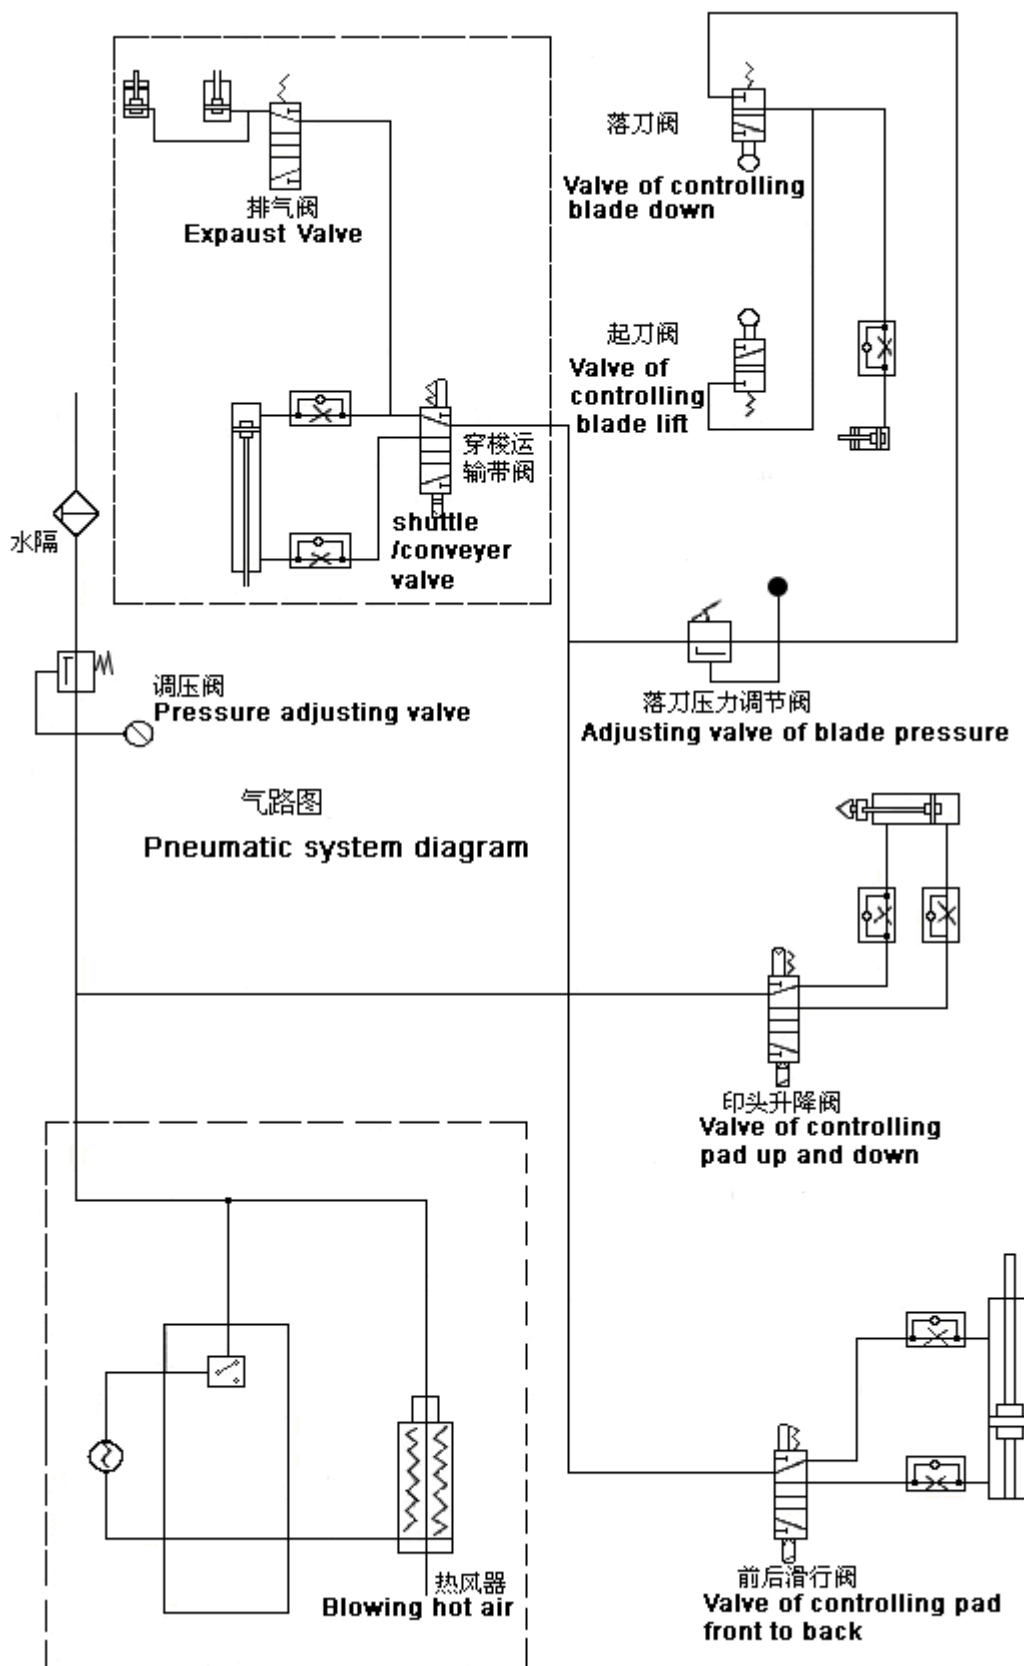 落刀阀
Valve of controlling
blade down
排气阀
Expaust Valve
起刀阀
Valve of
controlling
blade lift
穿梭运
输带阀
shuttle
/conveyer
valve
水隔
调压阀
Pressure adjusting valve
落刀压力调节阀
Adjusting valve of blade pressure
气路图
Pneumatic system diagram
印头升降阀
Valve of controlling
pad up and down
热风器
Blowing hot air
前后滑行阀
Valve of controlling pad
front to back